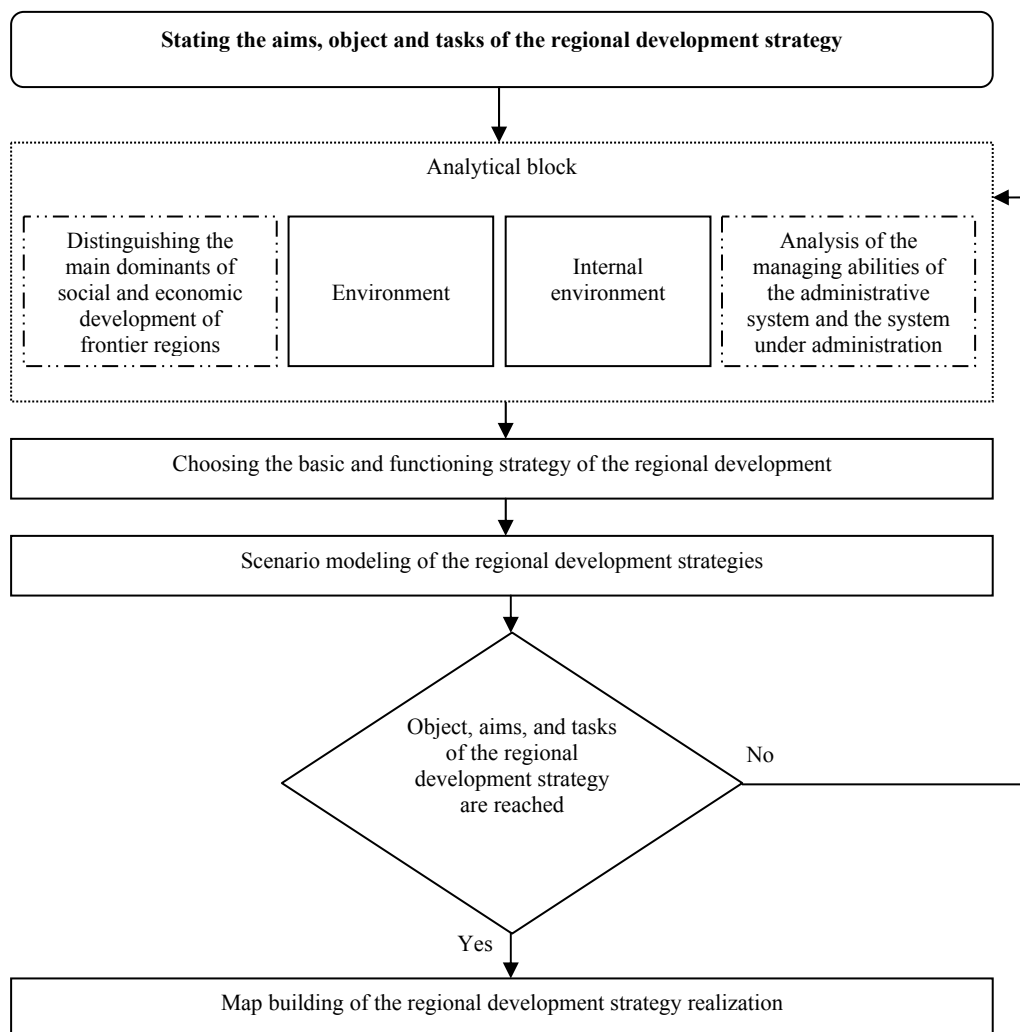 Stating the aims, object and tasks of the regional development strategy
Analytical block
Distinguishing the
main dominants of
social and economic
development of
frontier regions
Environment
Internal
environment
Analysis of the
managing abilities of
the administrative
system and the system
under administration
Choosing the basic and functioning strategy of the regional development
Scenario modeling of the regional development strategies
Object, aims, and tasks
of the regional
development strategy
are reached
No
Yes
Map building of the regional development strategy realization